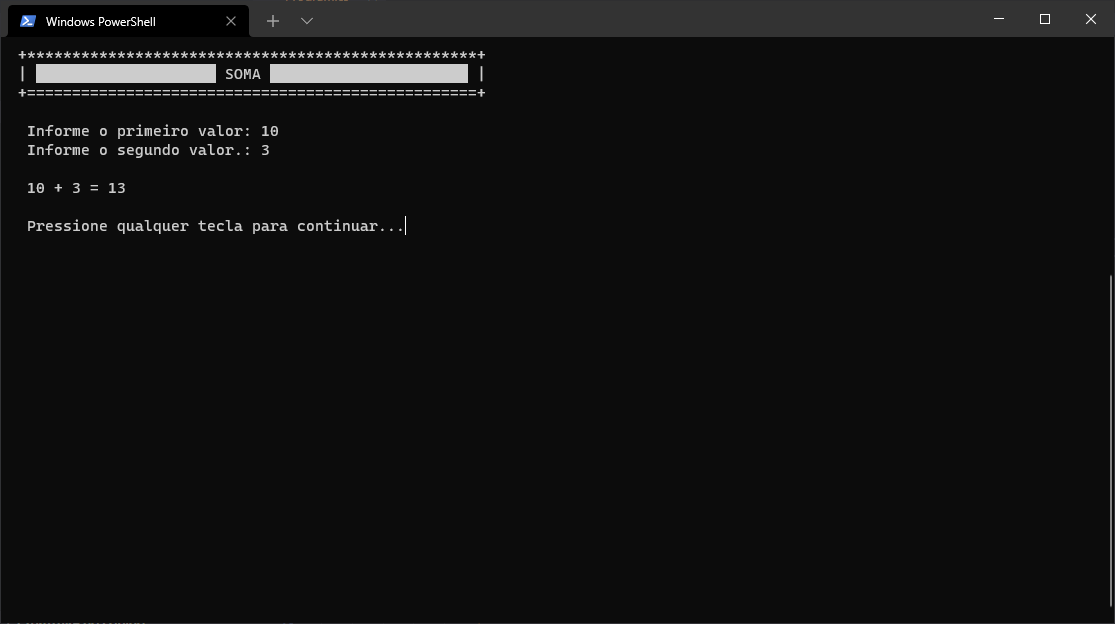 Windows PowerShell
+**************************************************+
| ████████████████████ SOMA ██████████████████████ |
+==================================================+
Informe o primeiro valor: 10
Informe o segundo valor.: 3
10 + 3 = 13
Pressione qualquer tecla para continuar...